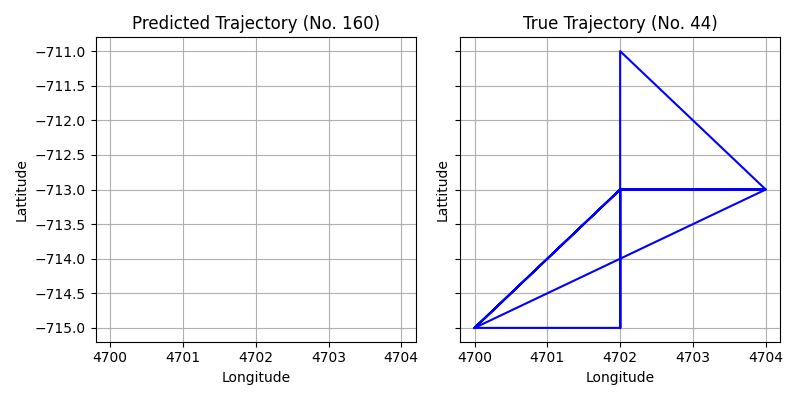 Predicted Trajectory (No. 160)
True Trajectory (No. 44)
−711.0
−711.5
−712.0
−712.5
−713.0
−713.5
−714.0
−714.5
−715.0
Lattitude
Lattitude
4700 4701 4702 4703 4704
4700 4701 4702 4703 4704
Longitude
Longitude